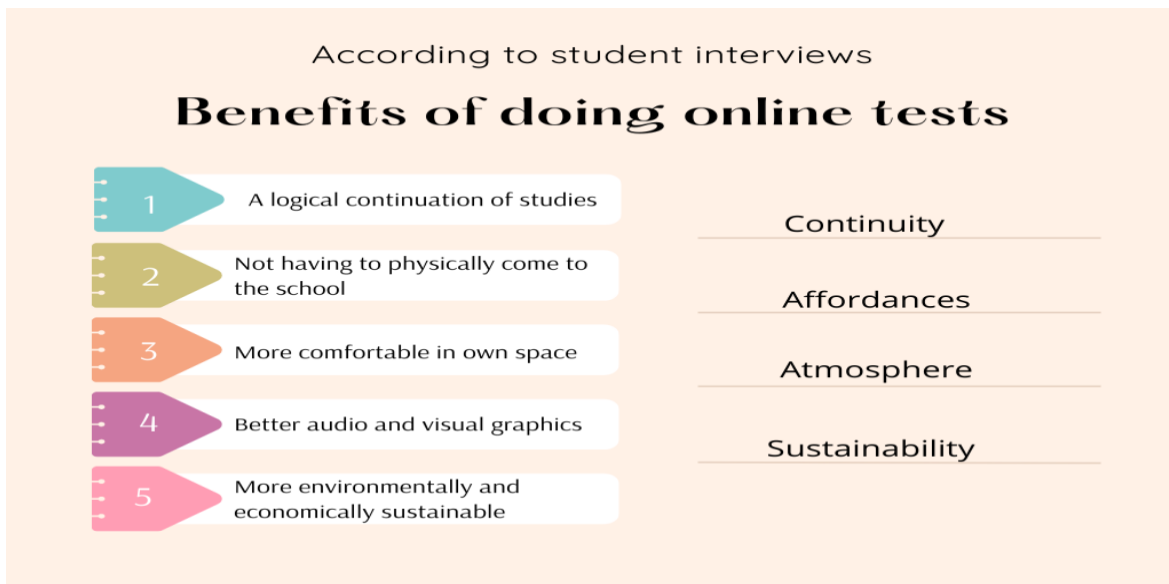 According to student interviews
Benefits of doing online tests
1
A logical continuation of studies
2
Not having to physically come to
the school
3
More comfortable in own space
4
Better audio and visual graphics
5
More environmentally and
economically sustainable
Continuity
Affordances
Atmosphere
Sustainability